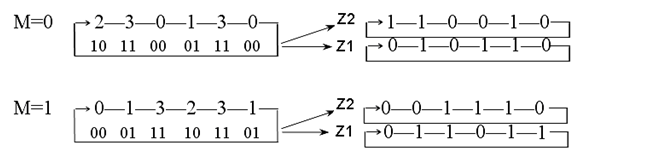 M=0 →2—3—0—1—3—0 Z2 →1—1—0—0—1—0
10 11 00 01 11 00 Z1 →0—1—0—1—1—0
M=1 →0—1—3—2—3—1 Z2 →0—0—1—1—1—0
00 01 11 10 11 01 Z1 →0—1—1—0—1—1